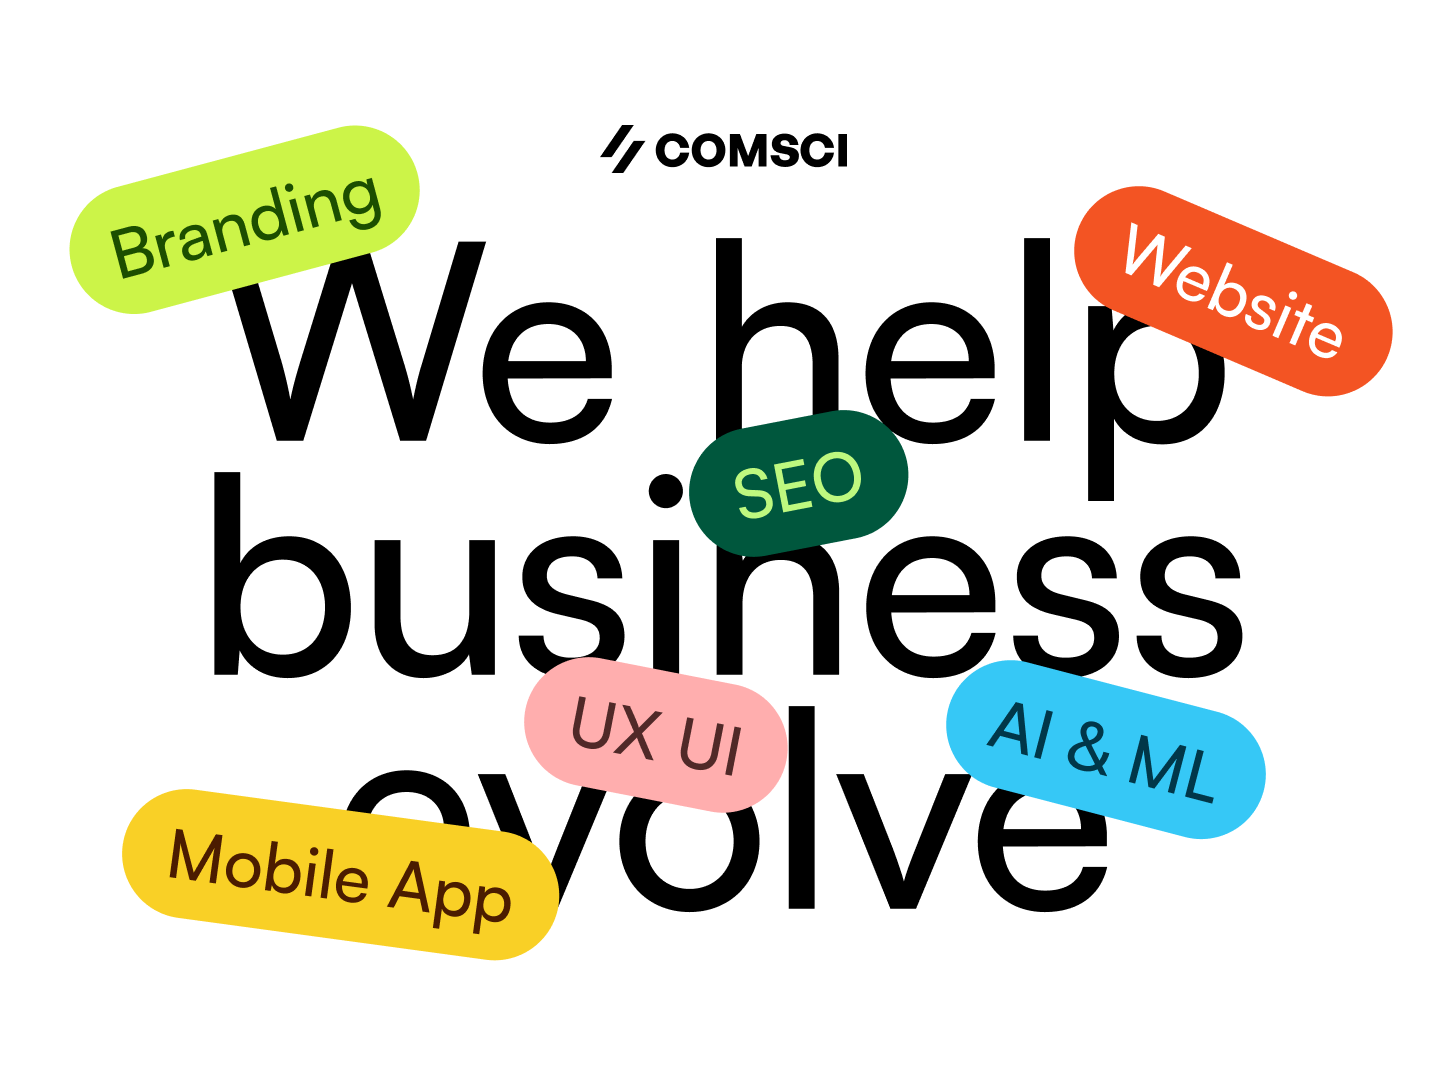 COMSCI
Branding
Website
We help
SEO
business
UX UI
AI & ML
evolve
Mobile App